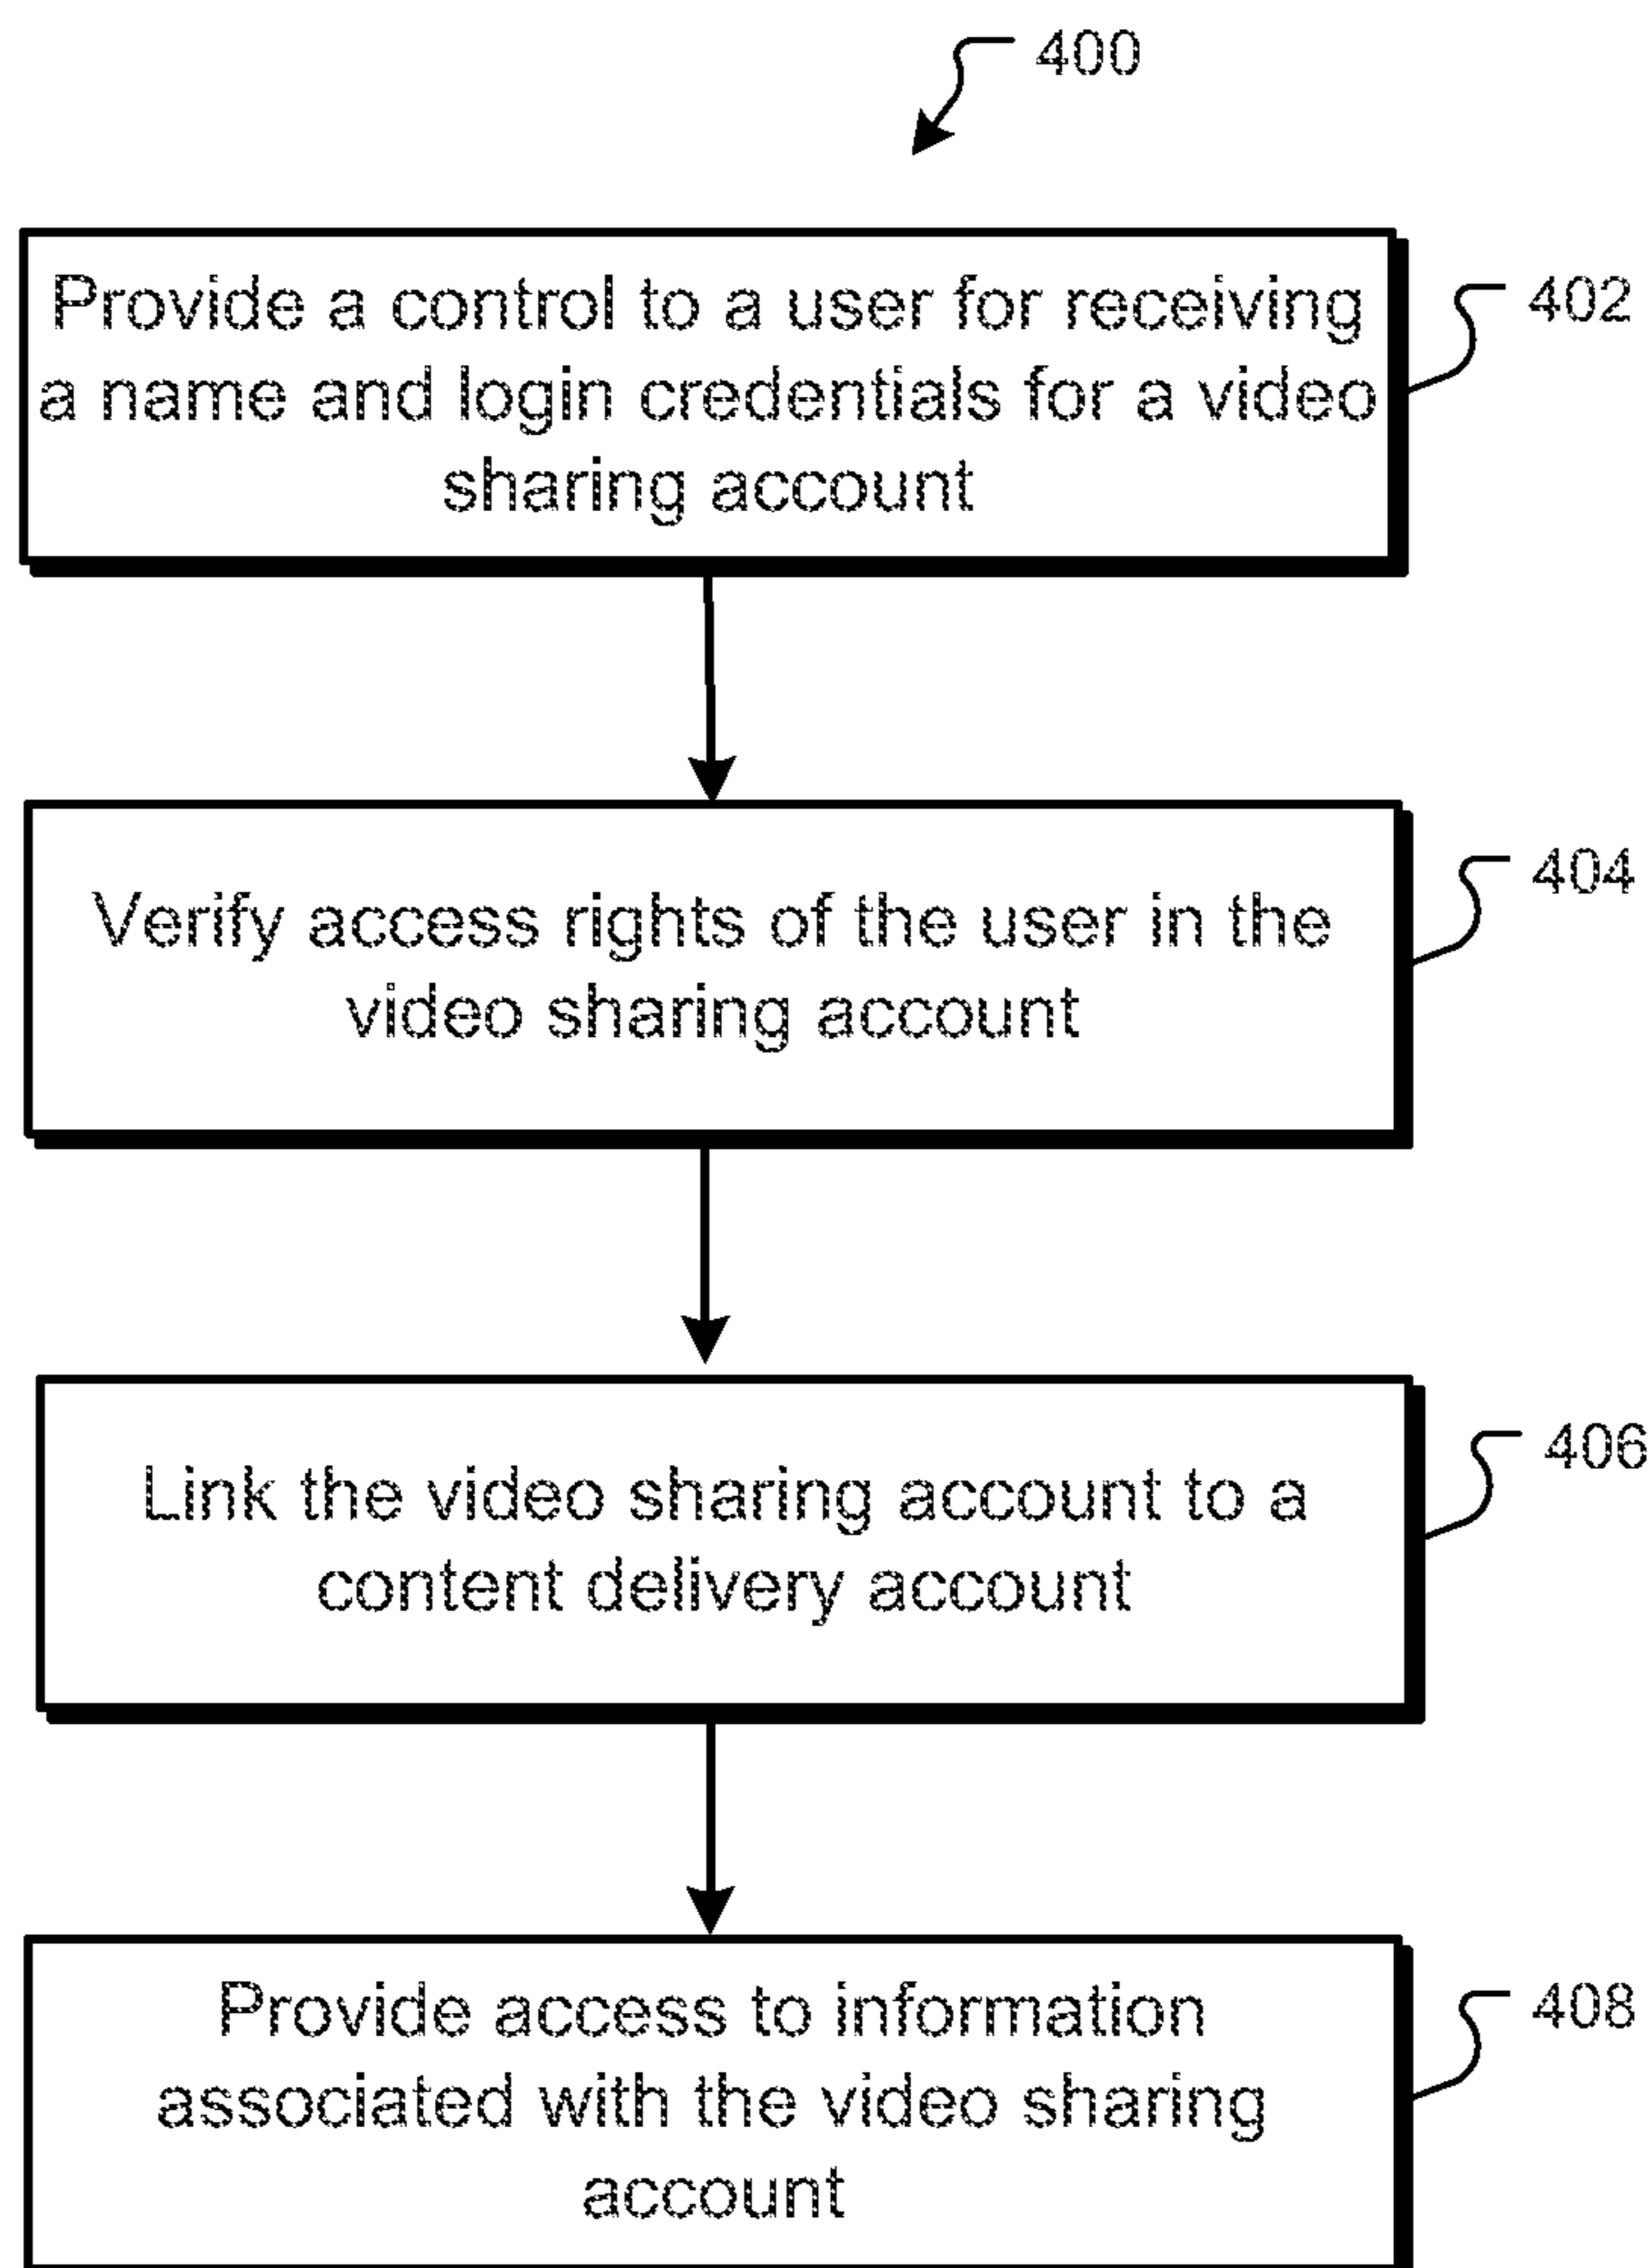 400
Provide a control to a user for receiving
a name and login credentials for a video
sharing account
402
Verify access rights of the user in the
video sharing account
404
Link the video sharing account to a
content delivery account
406
Provide access to information
associated with the video sharing
account
408